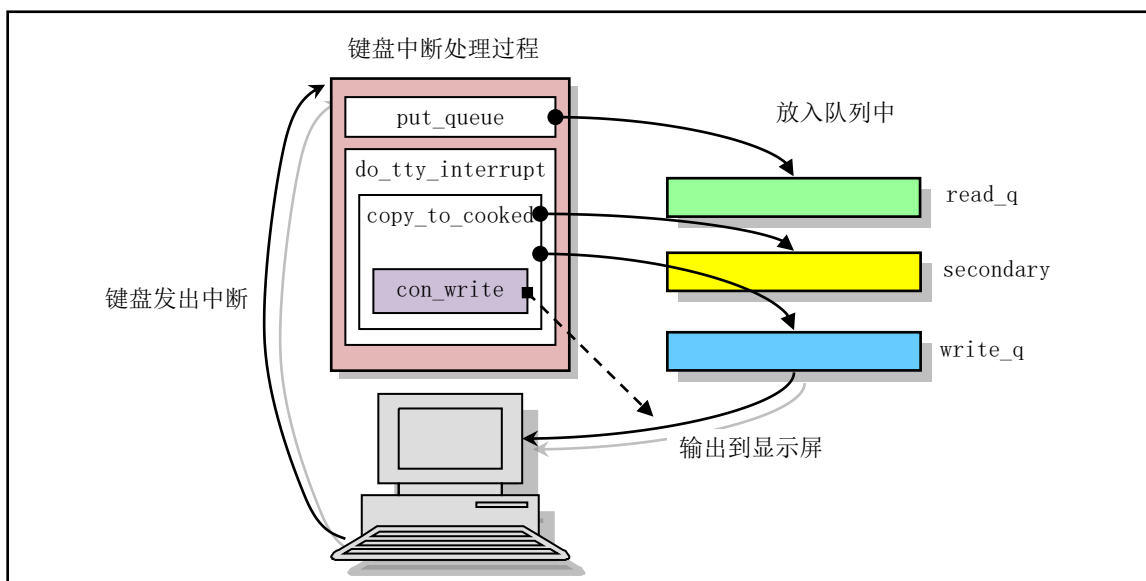 键盘中断处理过程
put_queue
放入队列中
do_tty_interrupt
read_q
copy_to_cooked
secondary
键盘发出中断
con_write
write_q
输出到显示屏